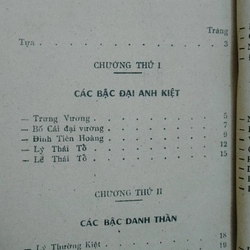 Trang
Tựa . . . . . . . . . . 3
CHƯƠNG THỨ I
CÁC BẬC ĐẠI ANH KIỆT
— Trưng Vương . . . . . 5
— Bố Cái đại vương . . . . 7
— Đinh Tiên Hoàng . . . . 9
— Lý Thái Tổ . . . . . 12
— Lê Thái Tổ . . . . . 15
CHƯƠNG THỨ II
CÁC BẬC DANH THẦN
— Lý Thường Kiệt . . . . 18
19